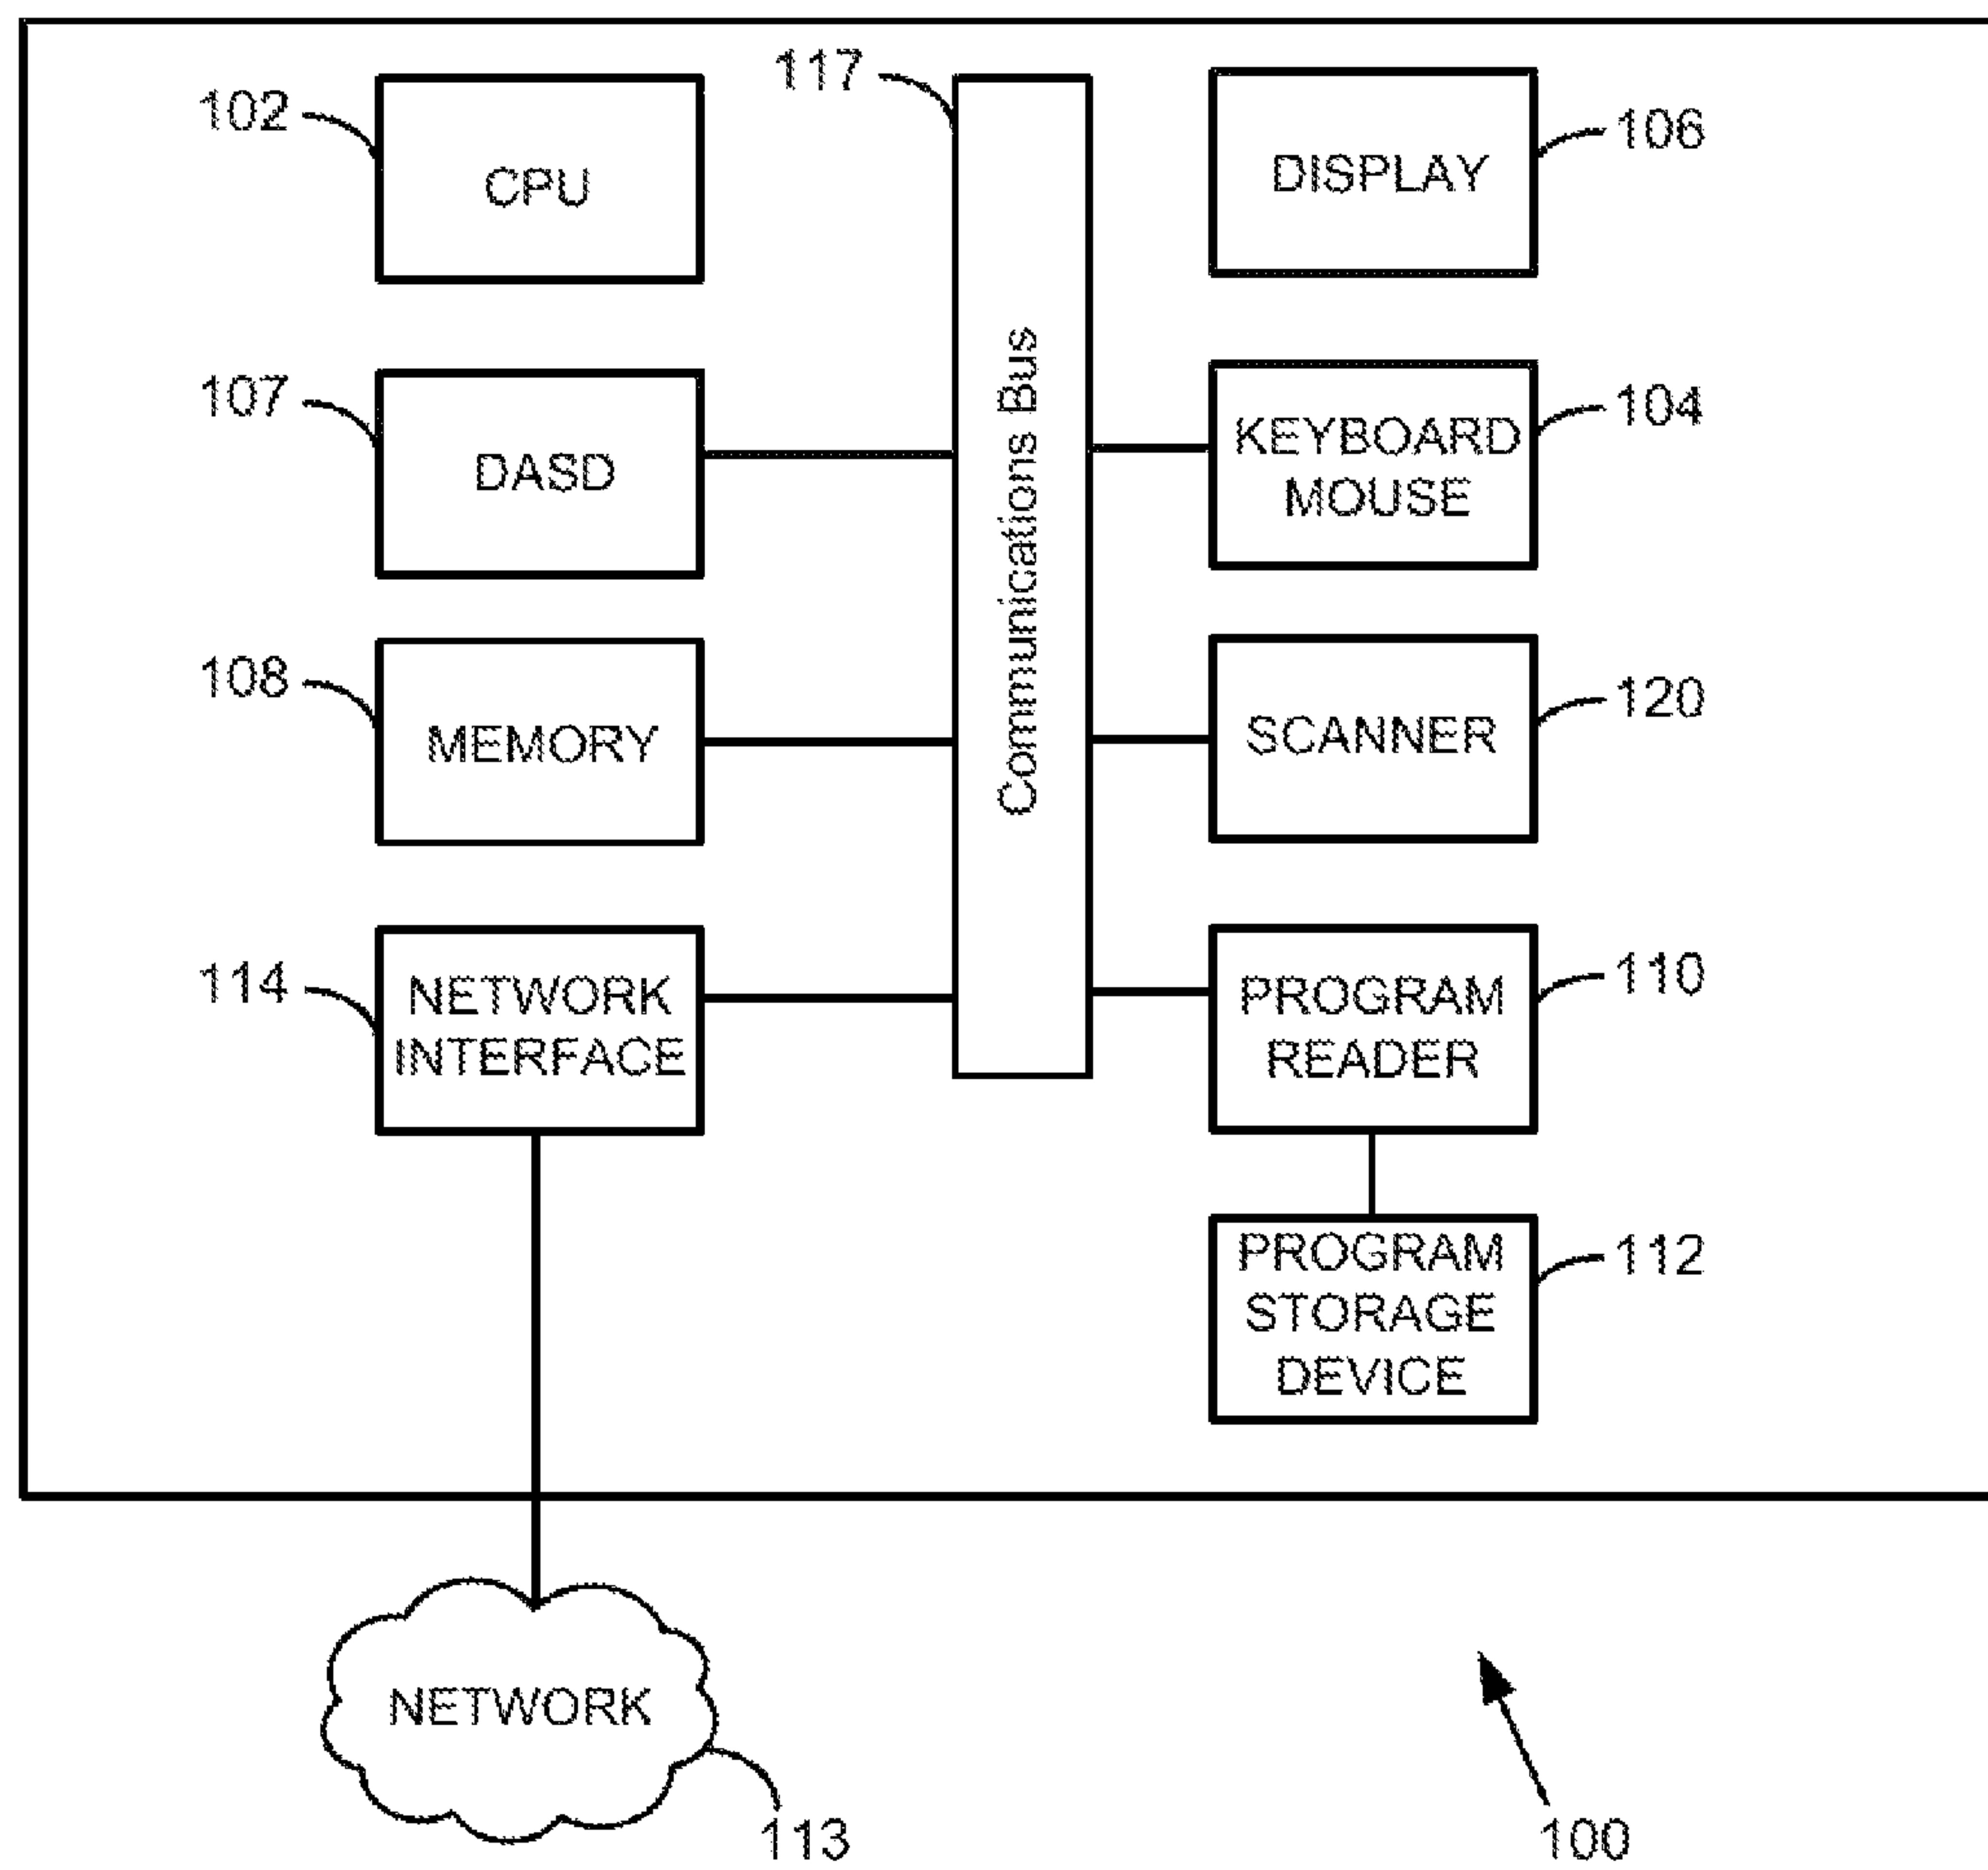 117
102
CPU
DISPLAY
106
107
DASD
Communications Bus
KEYBOARD
MOUSE
104
108
MEMORY
SCANNER
120
114
NETWORK
INTERFACE
PROGRAM
READER
110
PROGRAM
STORAGE
DEVICE
112
NETWORK
113
100